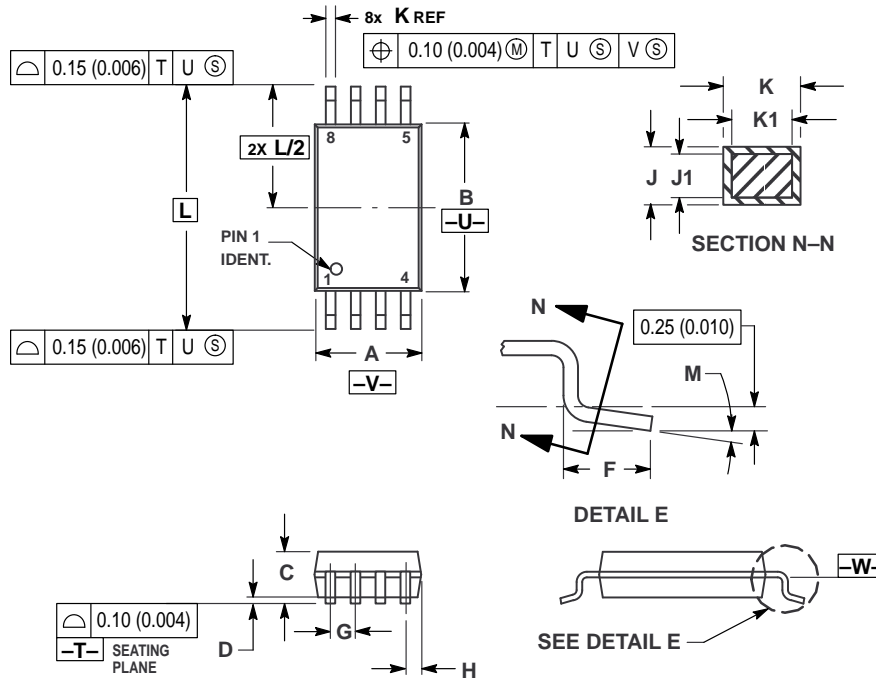 8x K REF
⌖ 0.10 (0.004) Ⓜ T U Ⓢ V Ⓢ
⌓ 0.15 (0.006) T U Ⓢ
2X L/2
L
8 5
B
–U–
PIN 1
IDENT.
1 4
⌓ 0.15 (0.006) T U Ⓢ
A
–V–
K
K1
J J1
SECTION N–N
N
0.25 (0.010)
M
N
F
DETAIL E
C
⌓ 0.10 (0.004)
–T– SEATING
PLANE
D
G
H
–W–
SEE DETAIL E